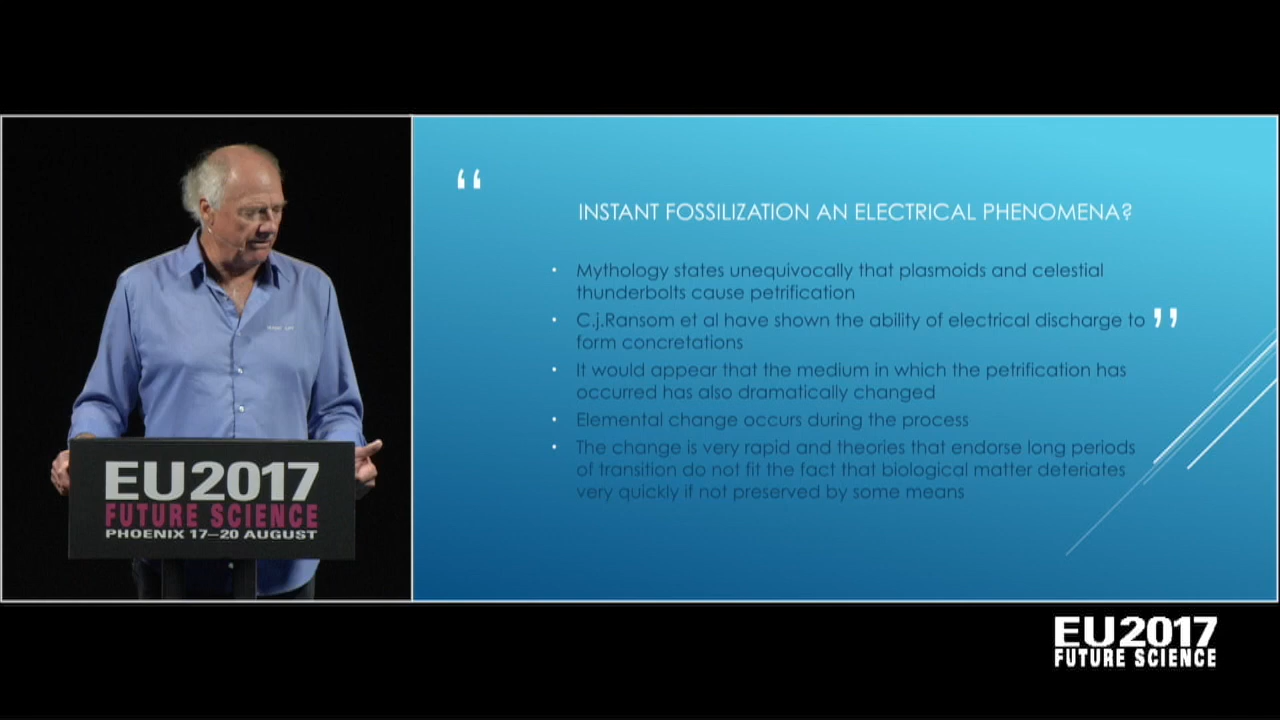 “
INSTANT FOSSILIZATION AN ELECTRICAL PHENOMENA?
• Mythology states unequivocally that plasmoids and celestial
thunderbolts cause petrification
• C.j.Ransom et al have shown the ability of electrical discharge to ”
form concretations
• It would appear that the medium in which the petrification has
occurred has also dramatically changed
• Elemental change occurs during the process
• The change is very rapid and theories that endorse long periods
of transition do not fit the fact that biological matter deteriates
very quickly if not preserved by some means
EU2017
FUTURE SCIENCE
PHOENIX 17–20 AUGUST
EU2017
FUTURE SCIENCE